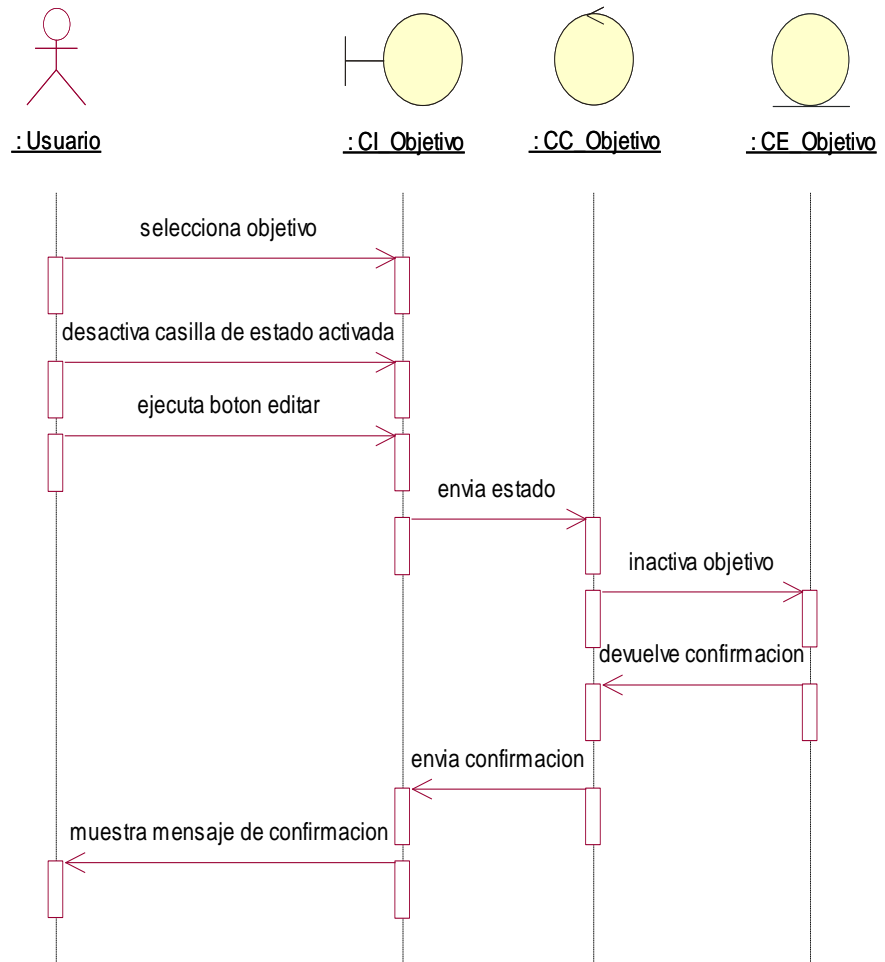 : Usuario
: CI_Objetivo
: CC_Objetivo
: CE_Objetivo
selecciona objetivo
desactiva casilla de estado activada
ejecuta boton editar
envia estado
inactiva objetivo
devuelve confirmacion
envia confirmacion
muestra mensaje de confirmacion